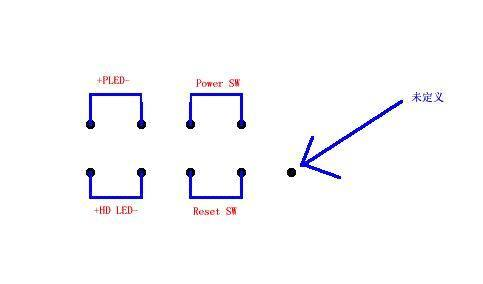 +PLED-
Power SW
未定义
+HD LED-
Reset SW